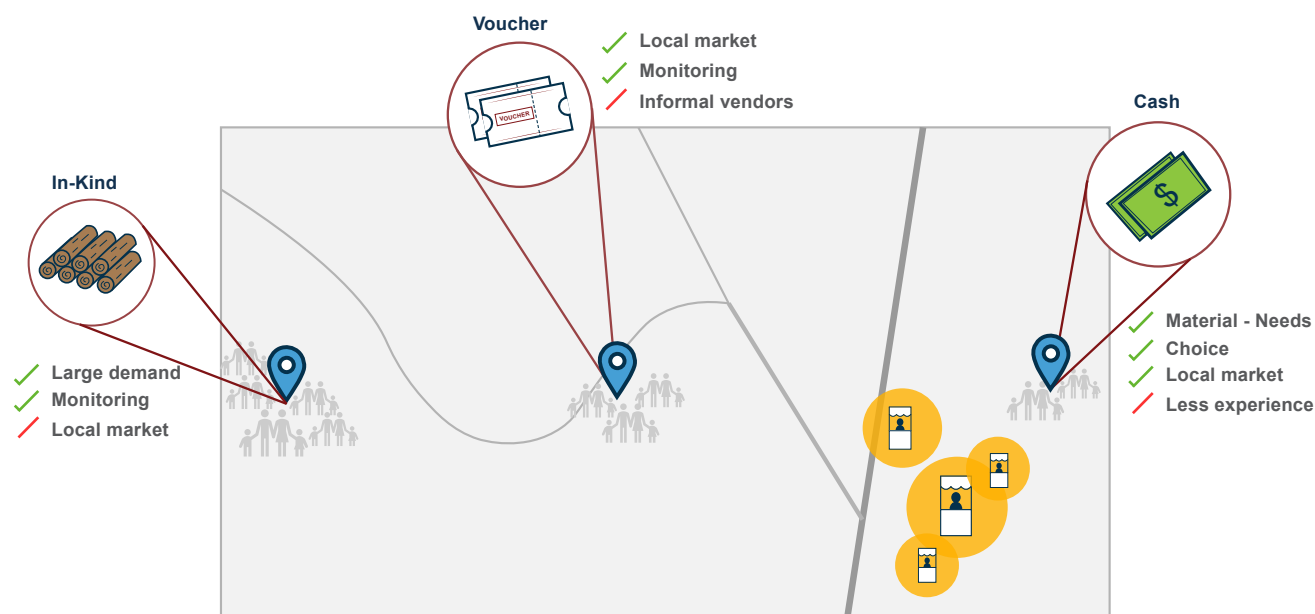 Voucher
Local market
Monitoring
Informal vendors
VOUCHER
Cash
$
In-Kind
Material - Needs
Choice
Local market
Less experience
Large demand
Monitoring
Local market